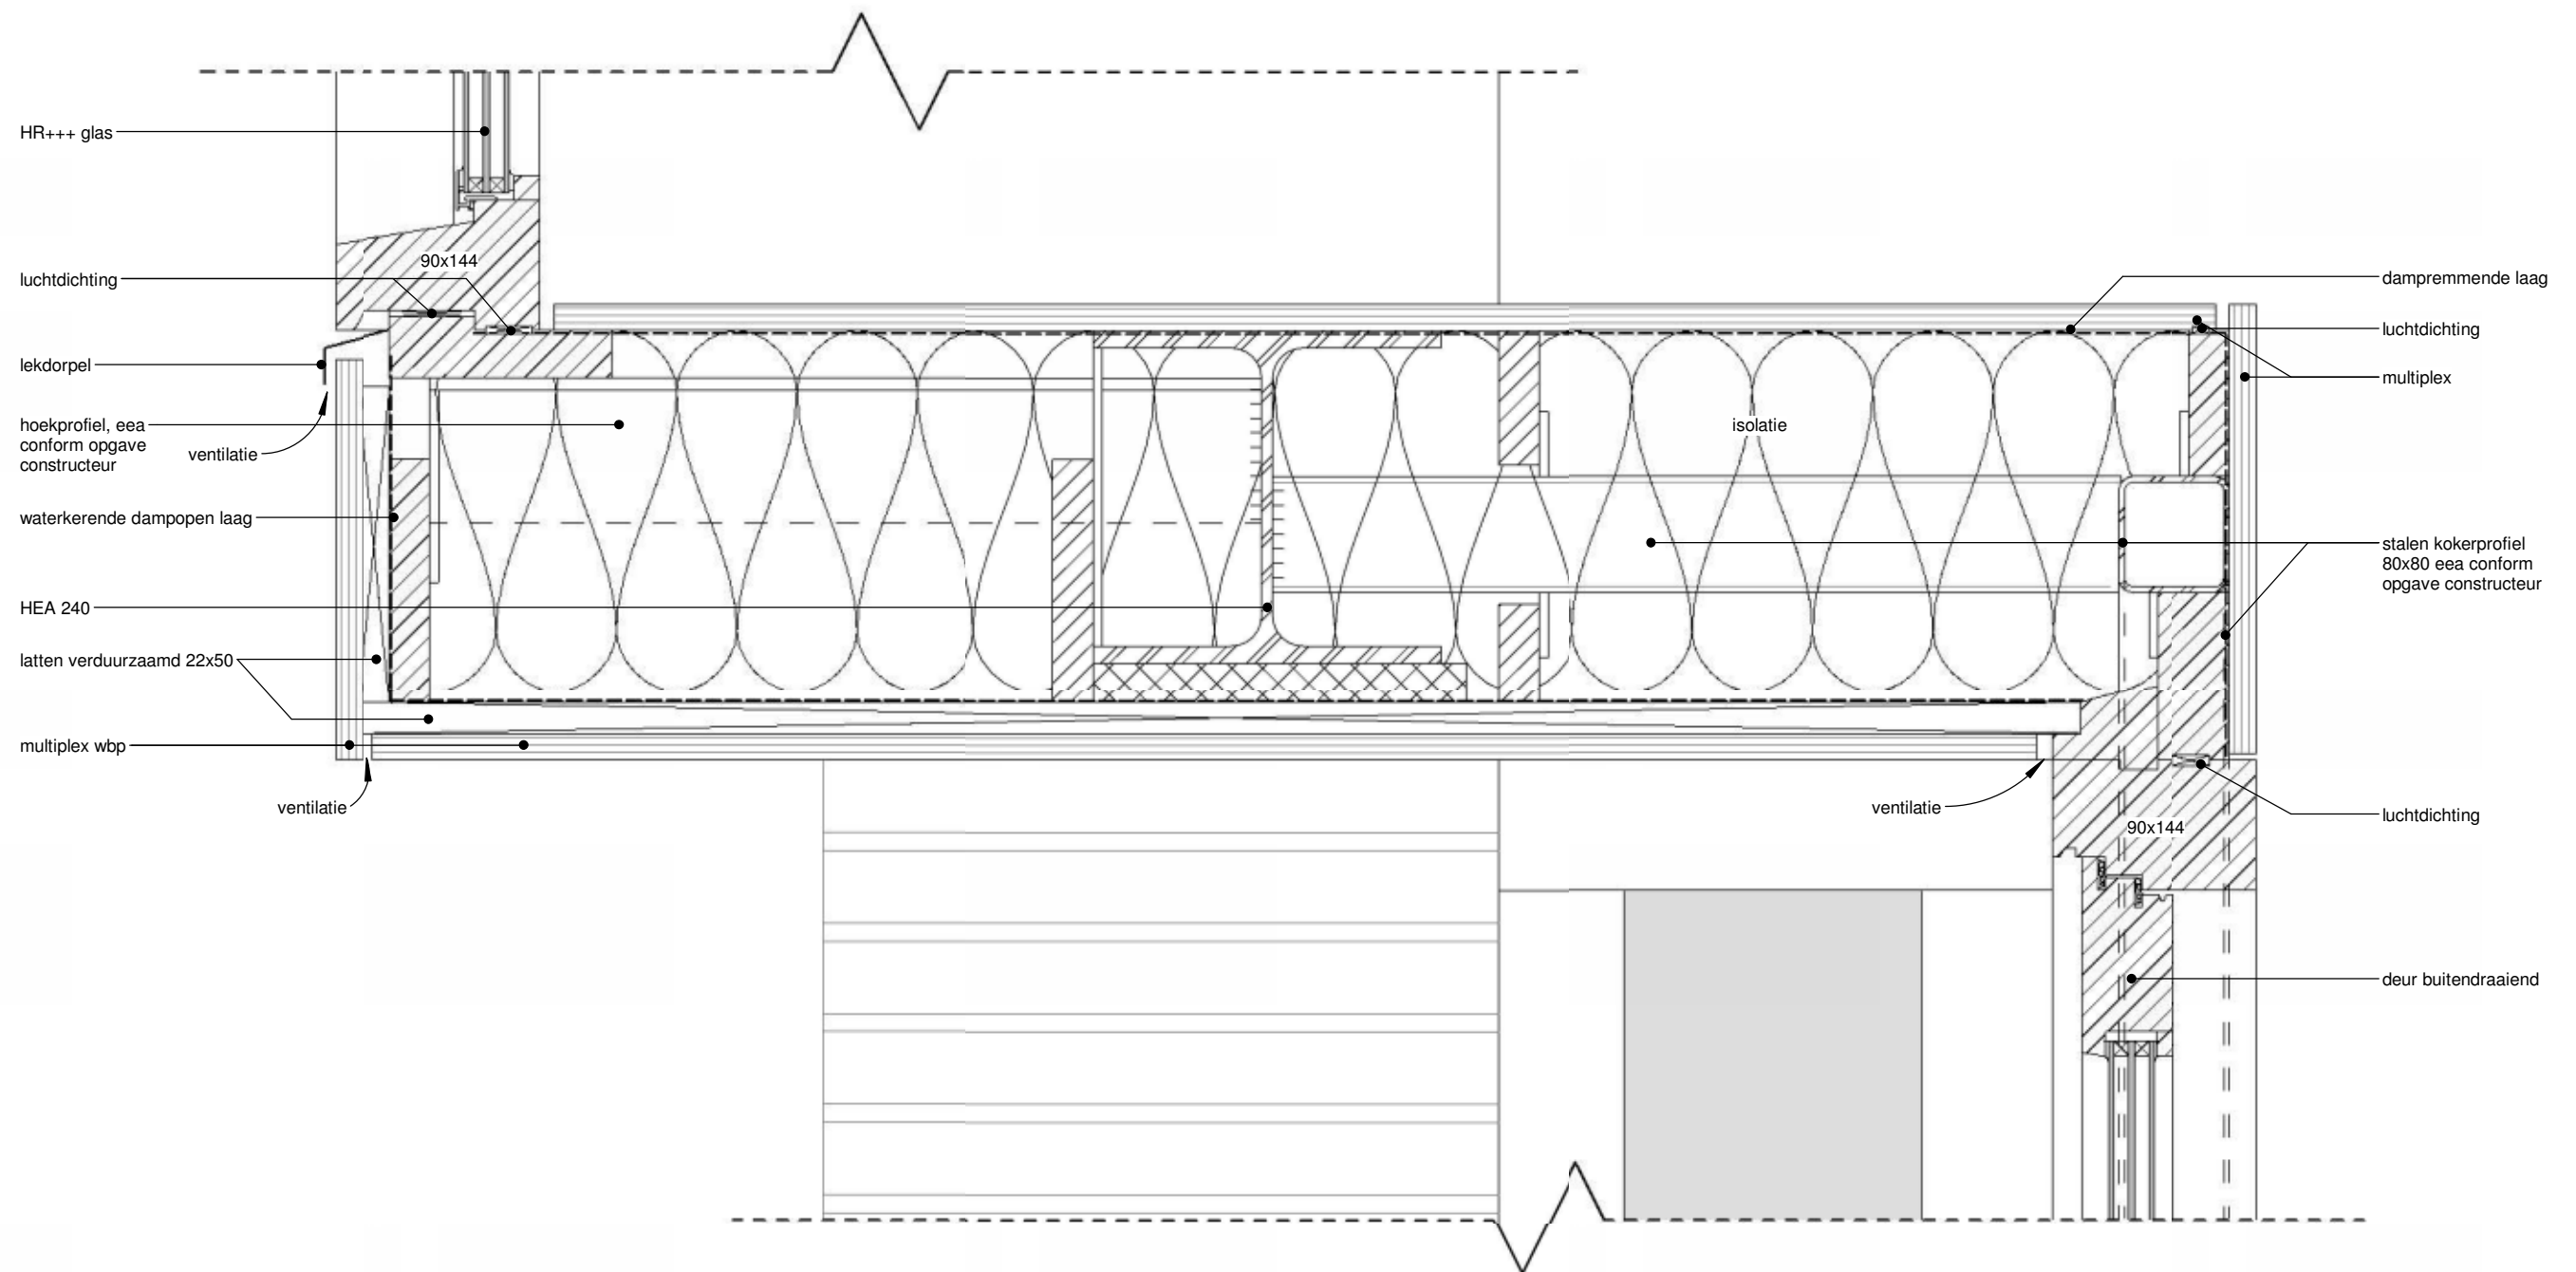 HR+++ glas
90x144
luchtdichting
lekdorpel
hoekprofiel, eea
conform opgave
constructeur
ventilatie
waterkerende dampopen laag
HEA 240
latten verduurzaamd 22x50
multiplex wbp
ventilatie
isolatie
dampremmende laag
luchtdichting
multiplex
stalen kokerprofiel
80x80 eea conform
opgave constructeur
ventilatie
luchtdichting
90x144
deur buitendraaiend